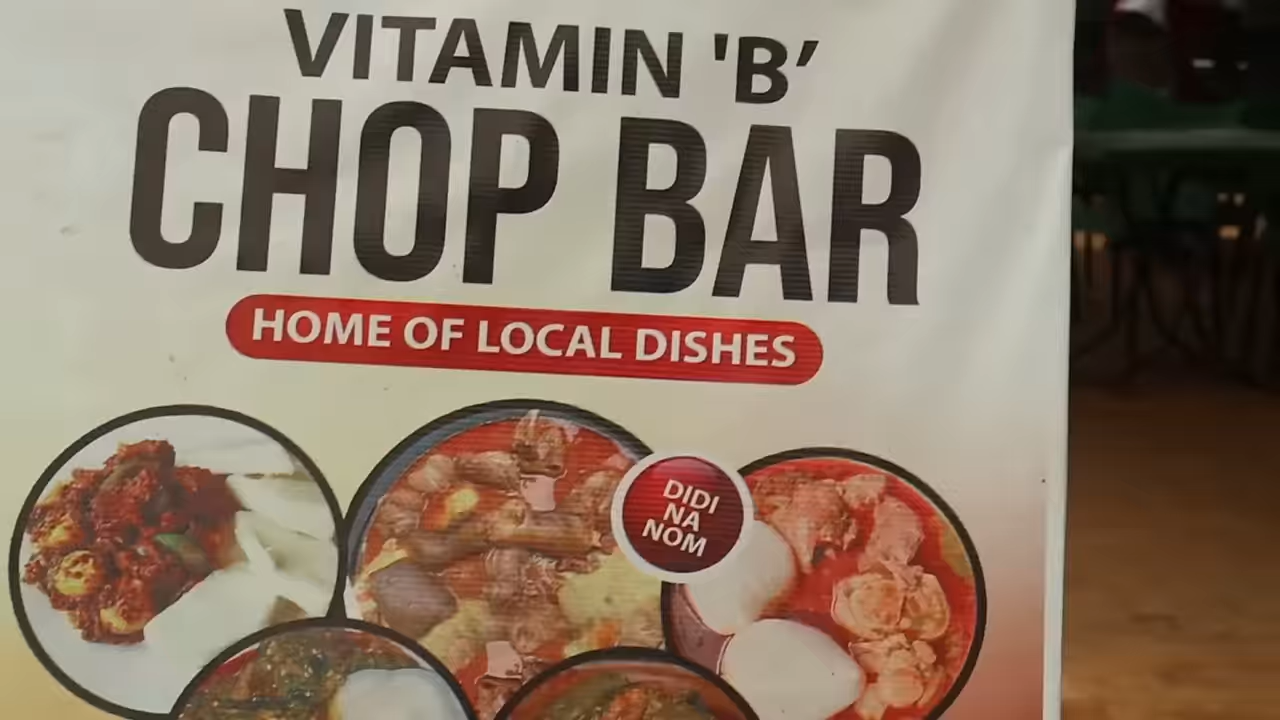 VITAMIN 'B'
CHOP BAR
HOME OF LOCAL DISHES
DIDI
NA
NOM